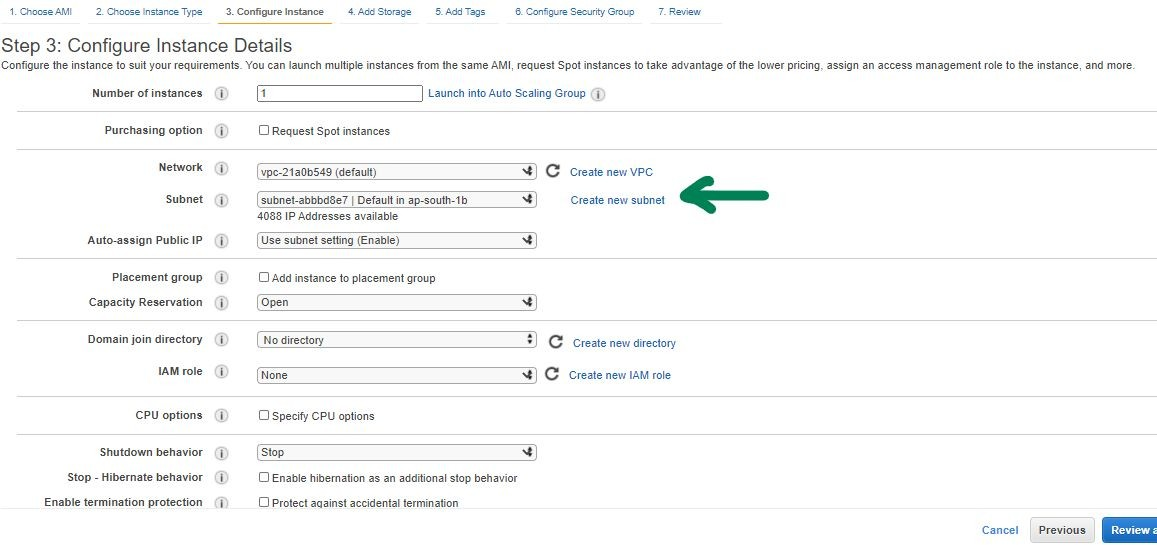 1. Choose AMI 2. Choose Instance Type 3. Configure Instance 4. Add Storage 5. Add Tags 6. Configure Security Group 7. Review
Step 3: Configure Instance Details
Configure the instance to suit your requirements. You can launch multiple instances from the same AMI, request Spot instances to take advantage of the lower pricing, assign an access management role to the instance, and more.
Number of instances i 1 Launch into Auto Scaling Group i
Purchasing option i Request Spot instances
Network i vpc-21a0b549 (default) Create new VPC
Subnet i subnet-abbbd8e7 | Default in ap-south-1b Create new subnet
4088 IP Addresses available
Auto-assign Public IP i Use subnet setting (Enable)
Placement group i Add instance to placement group
Capacity Reservation i Open
Domain join directory i No directory Create new directory
IAM role i None Create new IAM role
CPU options i Specify CPU options
Shutdown behavior i Stop
Stop - Hibernate behavior i Enable hibernation as an additional stop behavior
Enable termination protection i Protect against accidental termination
Cancel Previous Review a